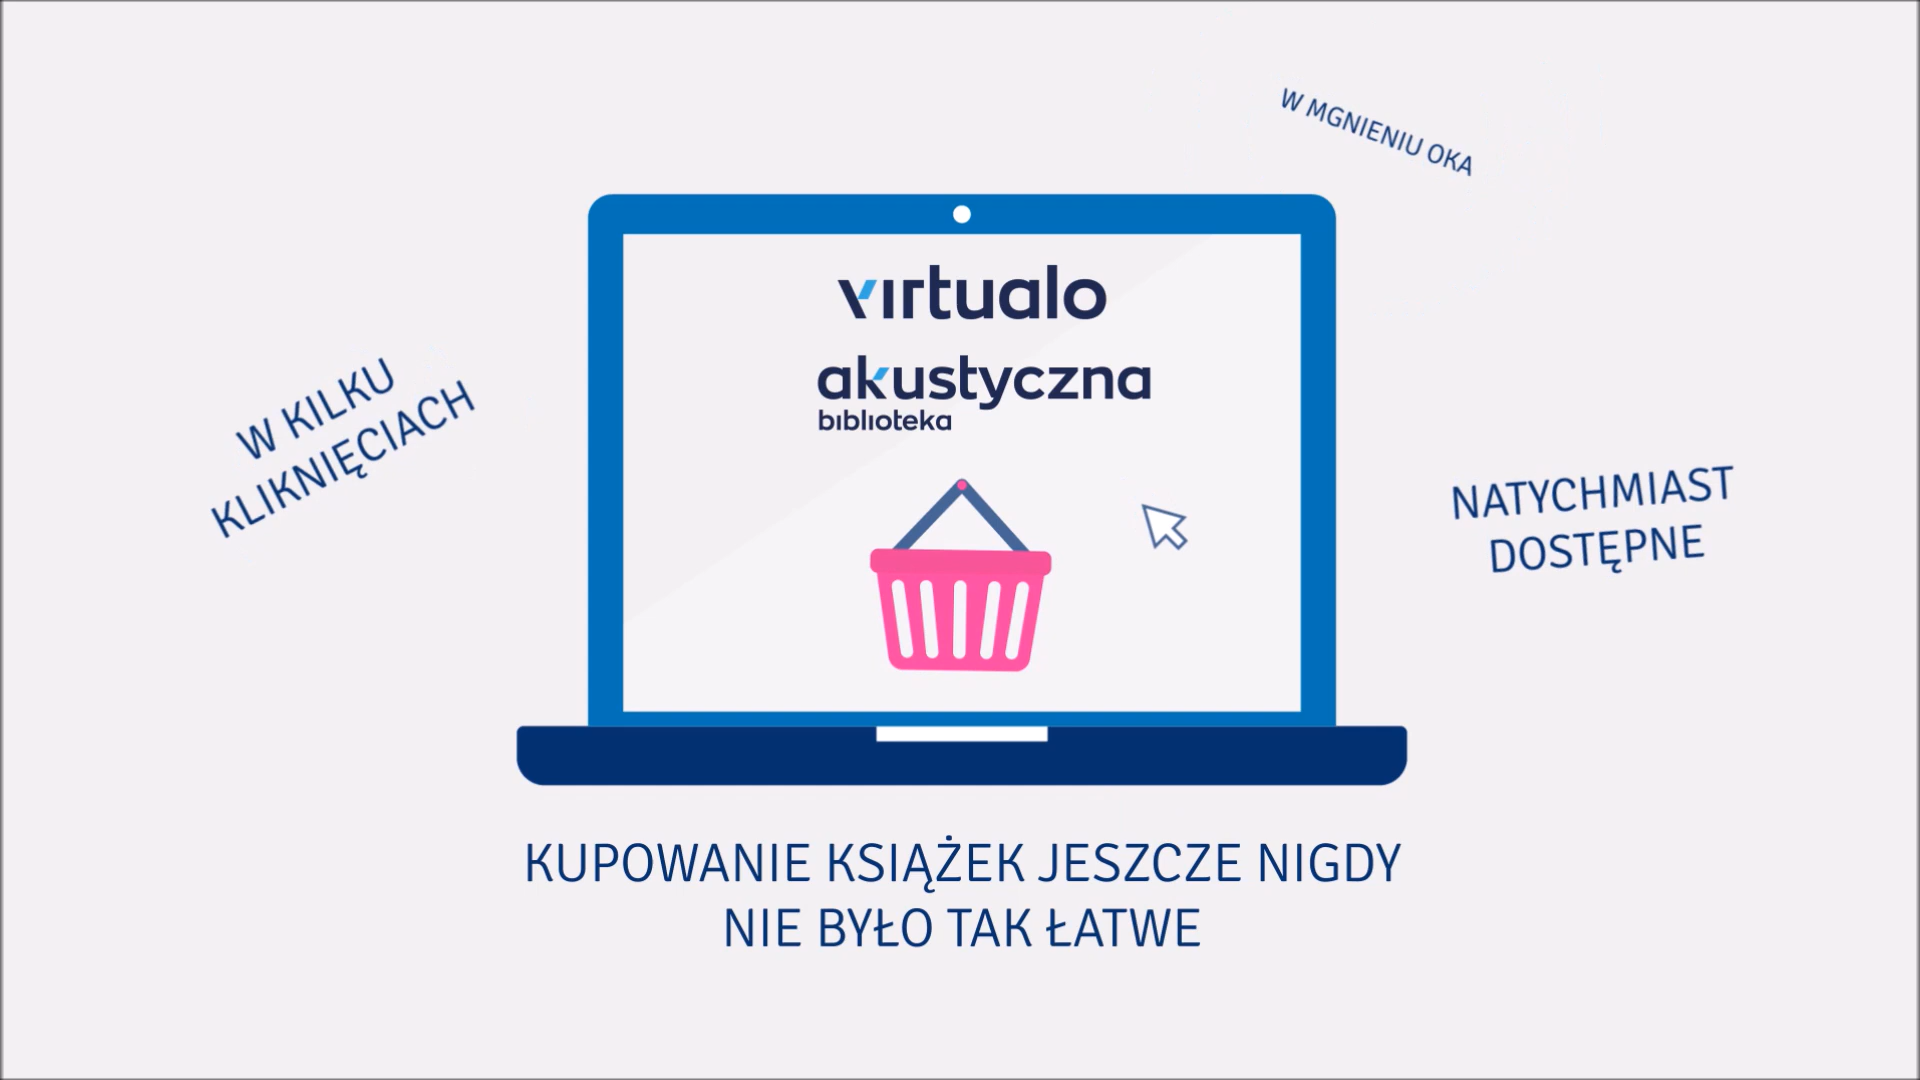 W MGNIENIU OKA
virtualo
akustyczna
biblioteka
W KILKU
KLIKNIĘCIACH
NATYCHMIAST
DOSTĘPNE
KUPOWANIE KSIĄŻEK JESZCZE NIGDY
NIE BYŁO TAK ŁATWE